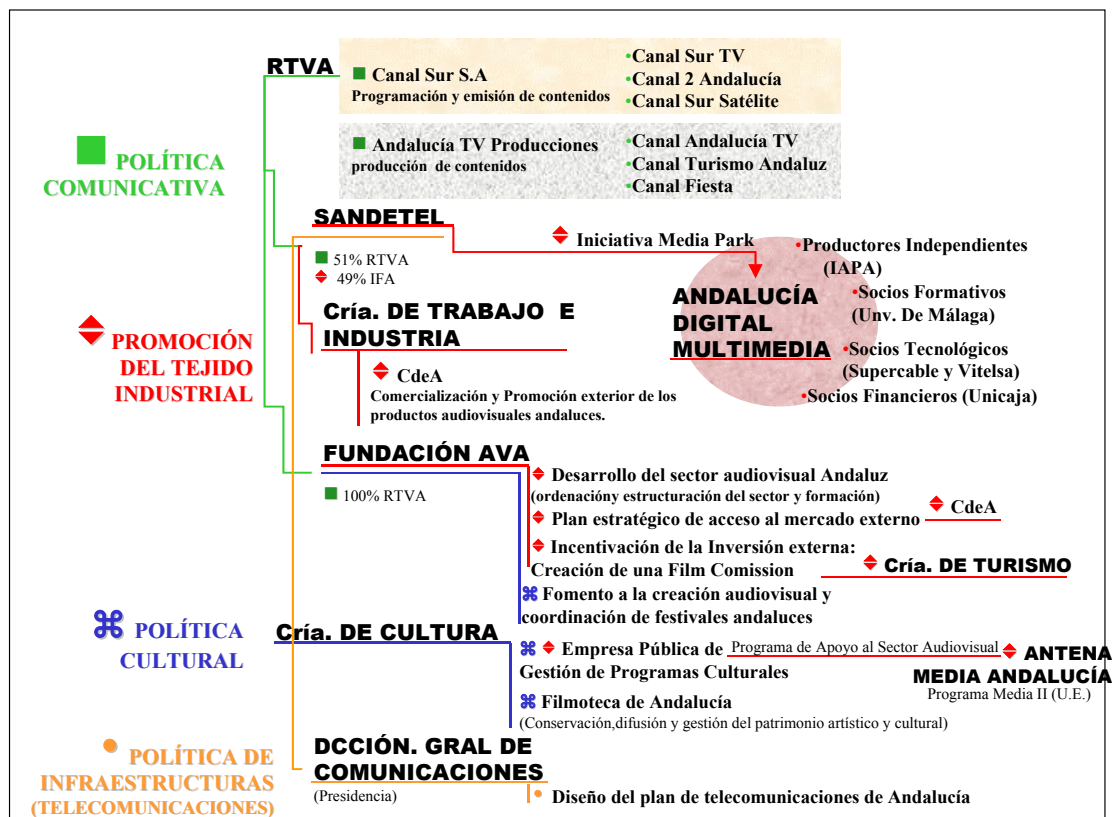 RTVA
■ Canal Sur S.A
Programación y emisión de contenidos
•Canal Sur TV
•Canal 2 Andalucía
•Canal Sur Satélite
■ Andalucía TV Producciones
producción de contenidos
•Canal Andalucía TV
•Canal Turismo Andaluz
•Canal Fiesta
POLÍTICA
COMUNICATIVA
SANDETEL
51% RTVA
49% IFA
Iniciativa Media Park
ANDALUCÍA
DIGITAL
MULTIMEDIA
•Productores Independientes
(IAPA)
•Socios Formativos
(Unv. De Málaga)
•Socios Tecnológicos
(Supercable y Vitelsa)
•Socios Financieros (Unicaja)
PROMOCIÓN
DEL TEJIDO
INDUSTRIAL
Cría. DE TRABAJO E
INDUSTRIA
CdeA
Comercialización y Promoción exterior de los
productos audiovisuales andaluces.
FUNDACIÓN AVA
100% RTVA
Desarrollo del sector audiovisual Andaluz
(ordenacióny estructuración del sector y formación)
Plan estratégico de acceso al mercado externo
CdeA
Incentivación de la Inversión externa:
Creación de una Film Comission
Cría. DE TURISMO
⌘ Fomento a la creación audiovisual y
coordinación de festivales andaluces
⌘ POLÍTICA
CULTURAL
Cría. DE CULTURA
⌘ Empresa Pública de
Gestión de Programas Culturales
Programa de Apoyo al Sector Audiovisual
ANTENA
MEDIA ANDALUCÍA
Programa Media II (U.E.)
⌘ Filmoteca de Andalucía
(Conservación,difusión y gestión del patrimonio artístico y cultural)
• POLÍTICA DE
INFRAESTRUCTURAS
(TELECOMUNICACIONES)
DCCIÓN. GRAL DE
COMUNICACIONES
(Presidencia)
• Diseño del plan de telecomunicaciones de Andalucía